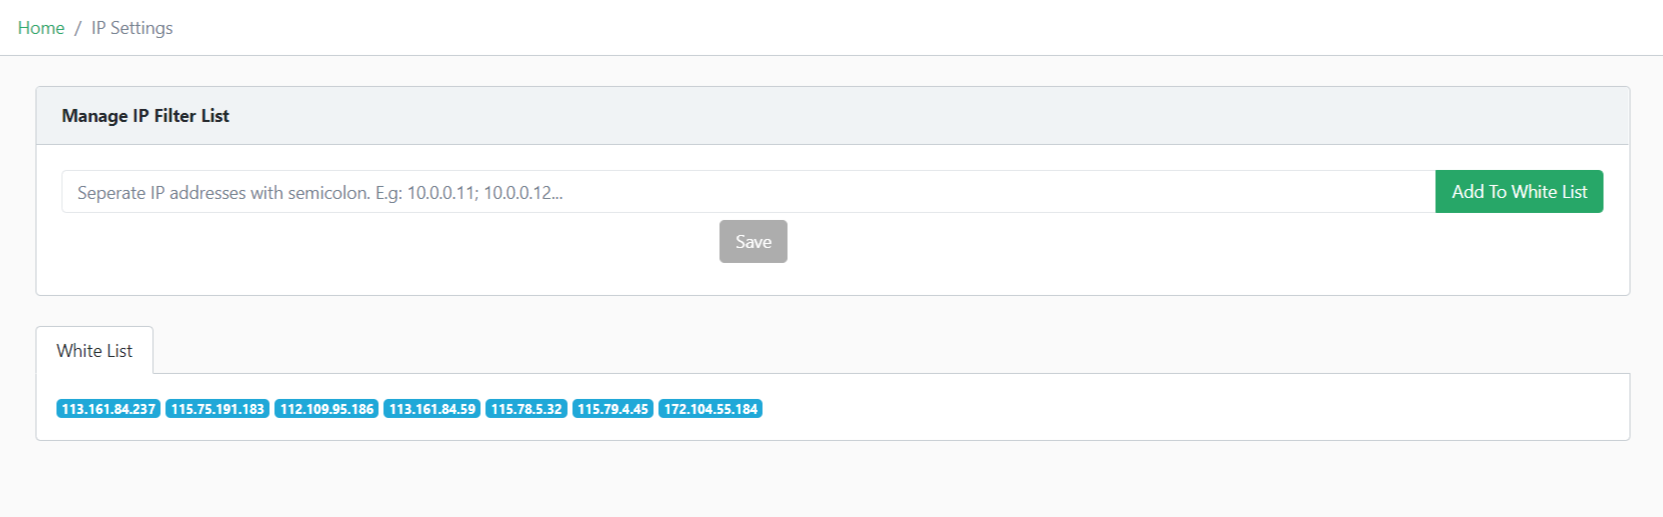 Home / IP Settings
Manage IP Filter List
Seperate IP addresses with semicolon. E.g: 10.0.0.11; 10.0.0.12...
Add To White List
Save
White List
113.161.84.237 115.75.191.183 112.109.95.186 113.161.84.59 115.78.5.32 115.79.4.45 172.104.55.184